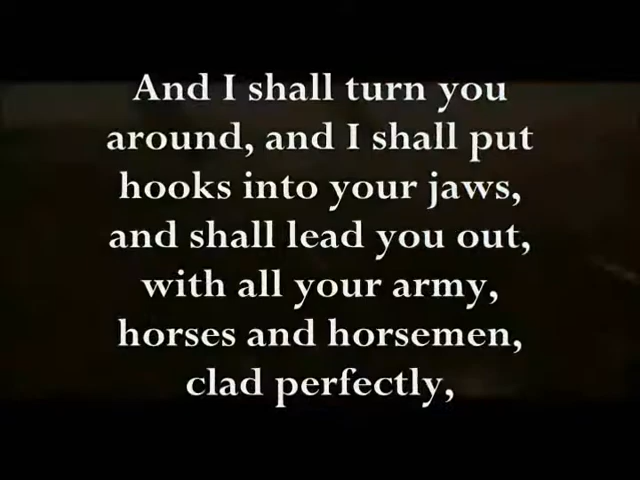 And I shall turn you
around, and I shall put
hooks into your jaws,
and shall lead you out,
with all your army,
horses and horsemen,
clad perfectly,